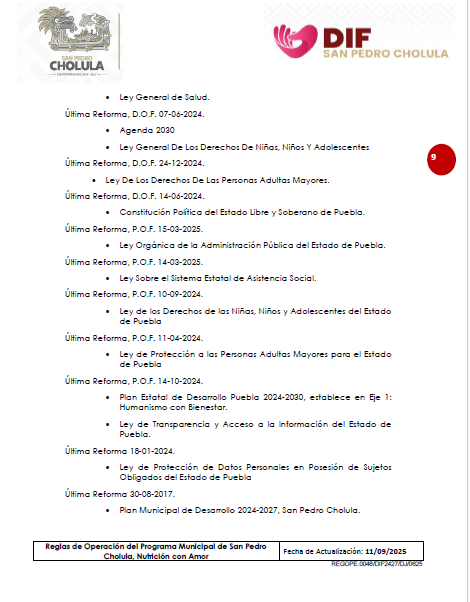 SAN PEDRO
CHOLULA
DIF
SAN PEDRO CHOLULA
• Ley General de Salud.
Última Reforma, D.O.F. 07-06-2024.
• Agenda 2030
• Ley General De Los Derechos De Niñas, Niños Y Adolescentes
9
Última Reforma, D.O.F. 24-12-2024.
• Ley De Los Derechos De Las Personas Adultas Mayores.
Última Reforma, D.O.F. 14-06-2024.
• Constitución Política del Estado Libre y Soberano de Puebla.
Última Reforma, P.O.F. 15-03-2025.
• Ley Orgánica de la Administración Pública del Estado de Puebla.
Última Reforma, P.O.F. 14-03-2025.
• Ley Sobre el Sistema Estatal de Asistencia Social.
Última Reforma, P.O.F. 10-09-2024.
• Ley de los Derechos de las Niñas, Niños y Adolescentes del Estado
de Puebla
Última Reforma, P.O.F. 11-04-2024.
• Ley de Protección a las Personas Adultas Mayores para el Estado
de Puebla
Última Reforma, P.O.F. 14-10-2024.
• Plan Estatal de Desarrollo Puebla 2024-2030, establece en Eje 1:
Humanismo con Bienestar.
• Ley de Transparencia y Acceso a la Información del Estado de
Puebla.
Última Reforma 18-01-2024.
• Ley de Protección de Datos Personales en Posesión de Sujetos
Obligados del Estado de Puebla
Última Reforma 30-08-2017.
• Plan Municipal de Desarrollo 2024-2027, San Pedro Cholula.
Reglas de Operación del Programa Municipal de San Pedro
Cholula, Nutrición con Amor
Fecha de Actualización: 11/09/2025
REGOPE.0046/DIF2427/DJ/0625